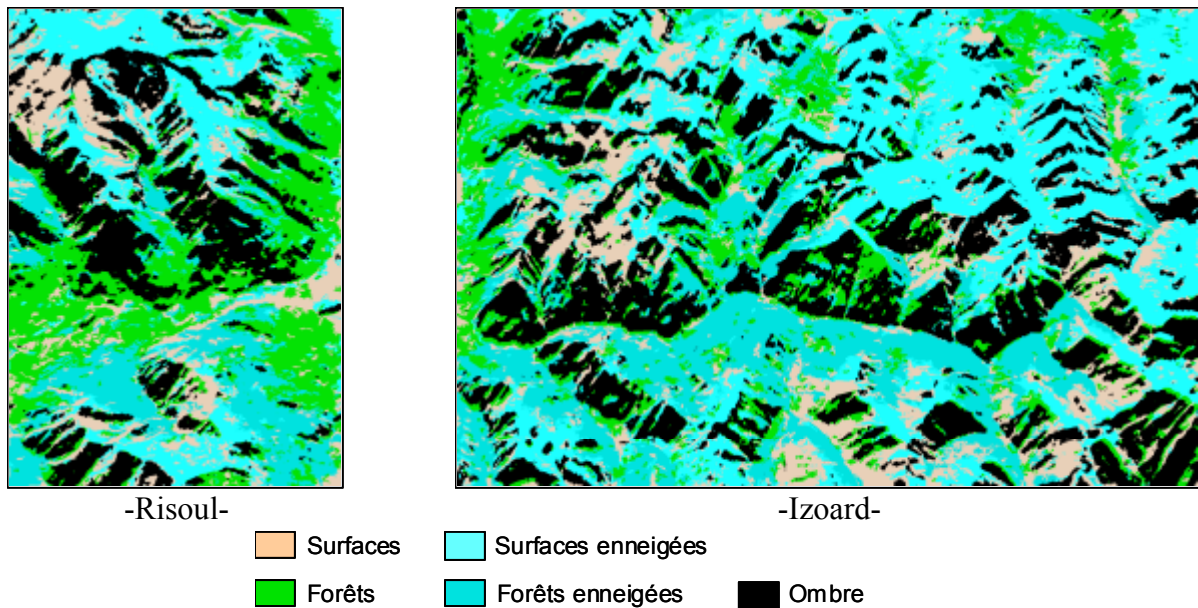 -Risoul- -Izoard-
Surfaces Surfaces enneigées
Forêts Forêts enneigées Ombre